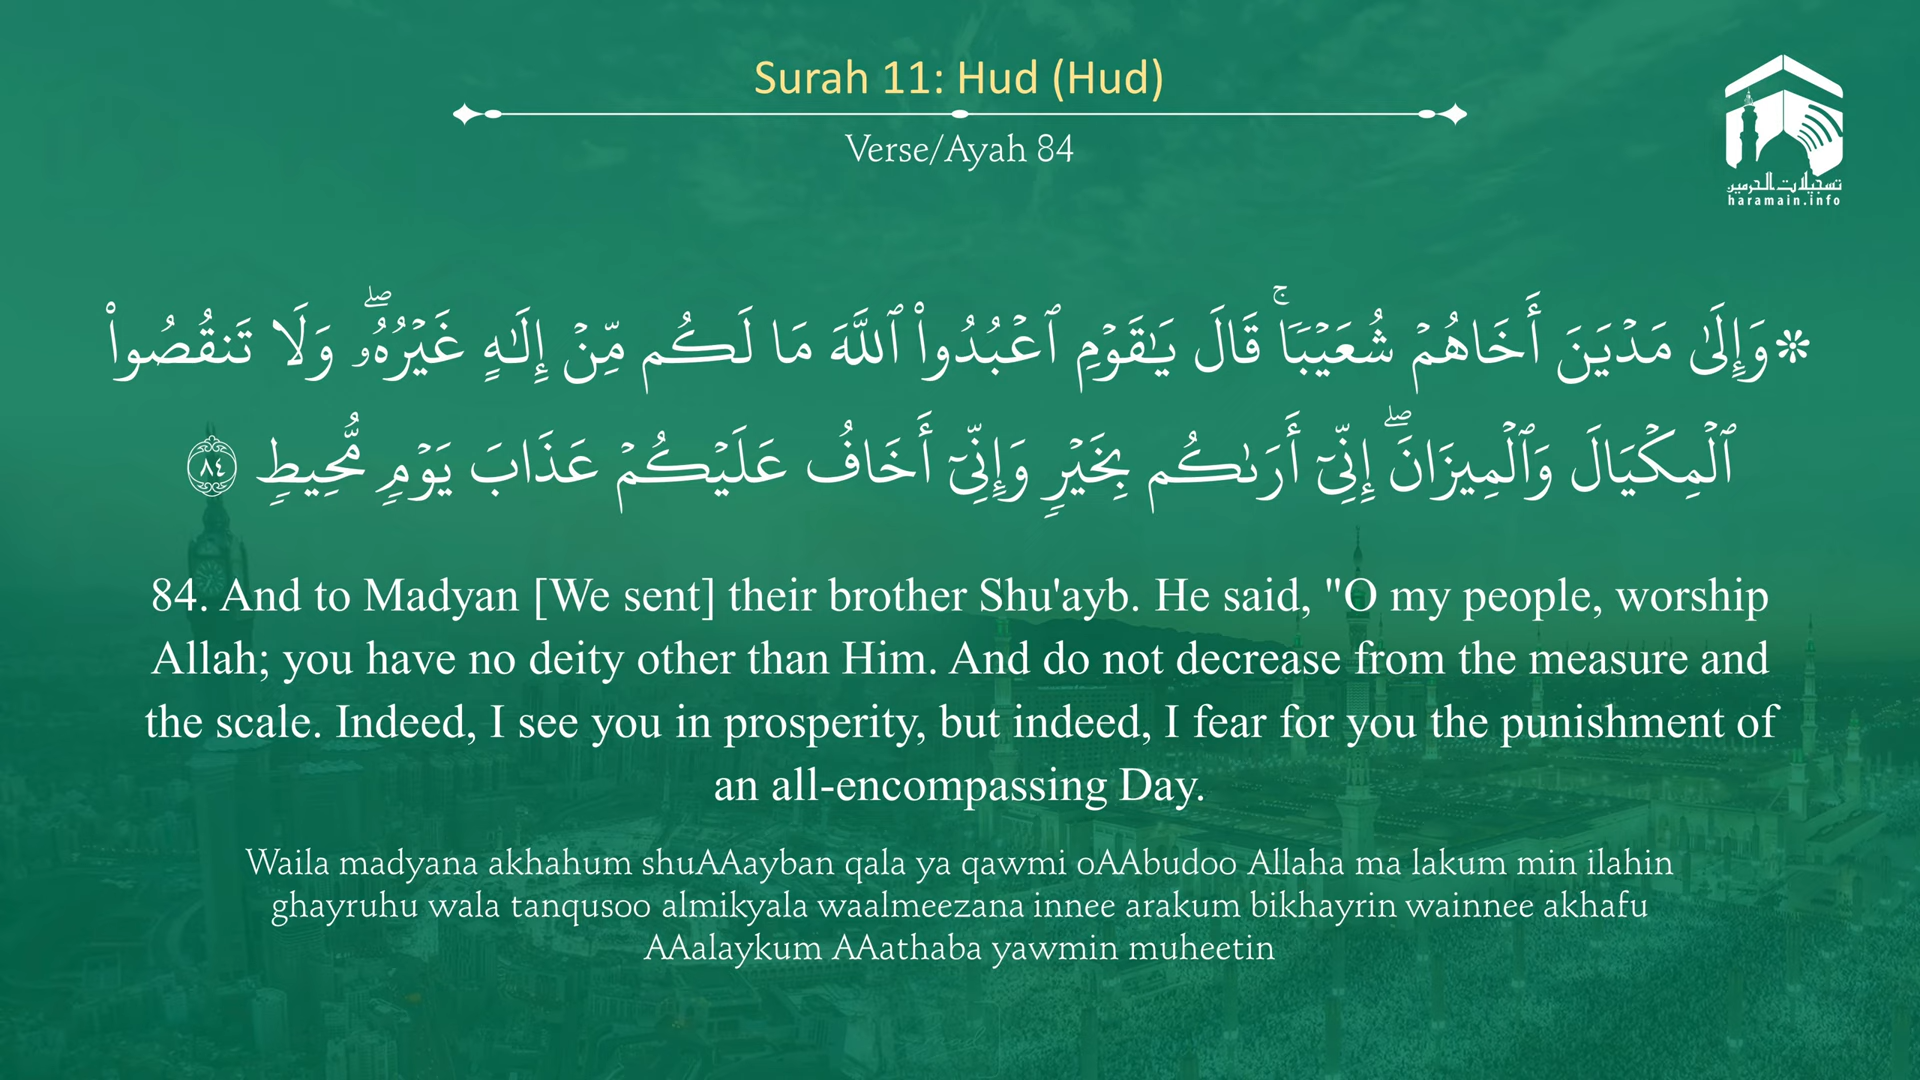 Surah 11: Hud (Hud)
Verse/Ayah 84
تسجيلات الحرمين
haramain.info
۞وَإِلَىٰ مَدۡيَنَ أَخَاهُمۡ شُعَيۡبٗاۚ قَالَ يَٰقَوۡمِ ٱعۡبُدُواْ ٱللَّهَ مَا لَكُم مِّنۡ إِلَٰهٍ غَيۡرُهُۥۖ وَلَا تَنقُصُواْ
ٱلۡمِكۡيَالَ وَٱلۡمِيزَانَۖ إِنِّيٓ أَرَىٰكُم بِخَيۡرٖ وَإِنِّيٓ أَخَافُ عَلَيۡكُمۡ عَذَابَ يَوۡمٖ مُّحِيطٖ ٨٤
84. And to Madyan [We sent] their brother Shu'ayb. He said, "O my people, worship
Allah; you have no deity other than Him. And do not decrease from the measure and
the scale. Indeed, I see you in prosperity, but indeed, I fear for you the punishment of
an all-encompassing Day.
Waila madyana akhahum shuAAayban qala ya qawmi oAAbudoo Allaha ma lakum min ilahin
ghayruhu wala tanqusoo almikyala waalmeezana innee arakum bikhayrin wainnee akhafu
AAalaykum AAathaba yawmin muheetin